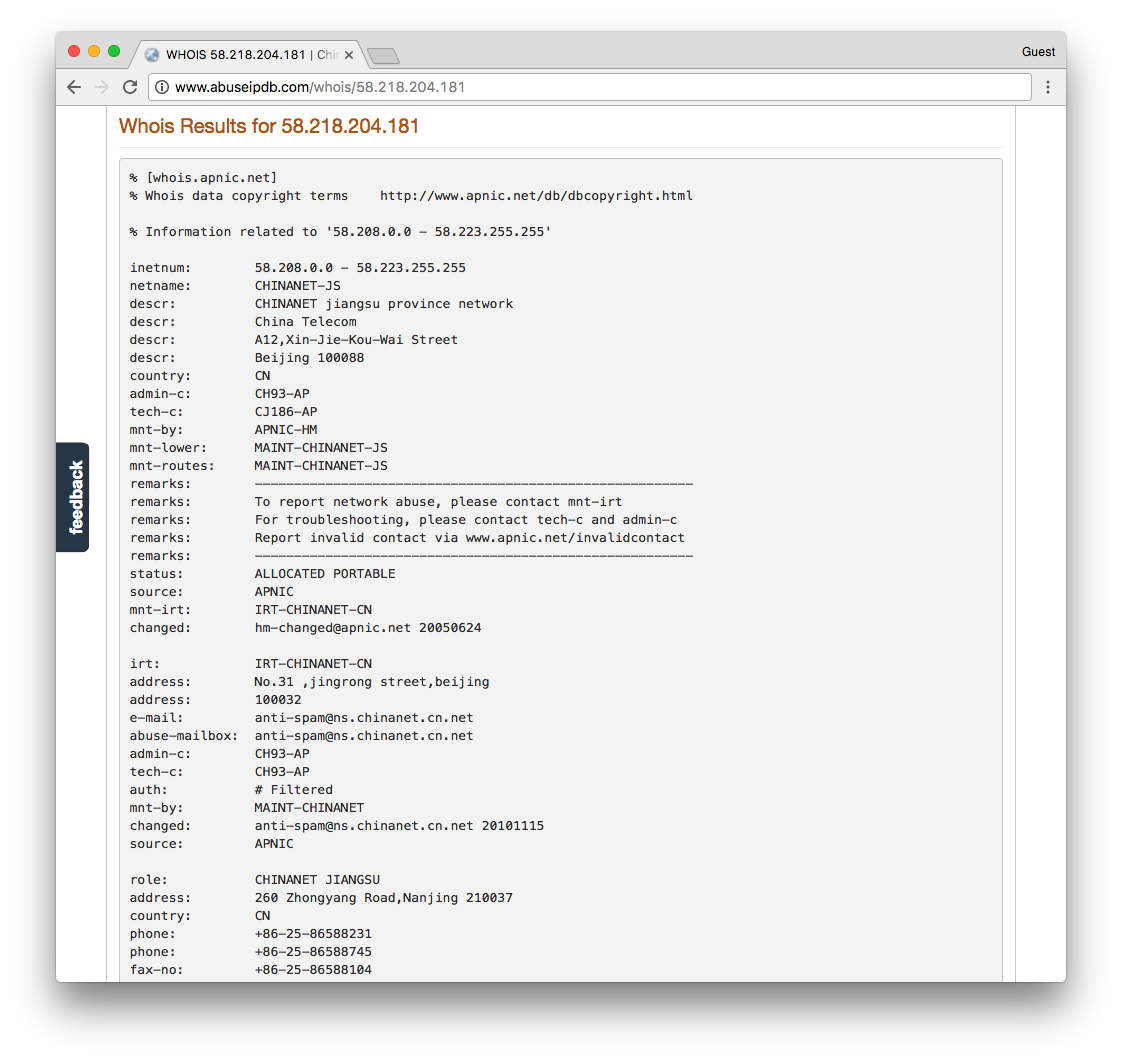 WHOIS 58.218.204.181 | Chi
Guest
www.abuseipdb.com/whois/58.218.204.181
Whois Results for 58.218.204.181
% [whois.apnic.net]
% Whois data copyright terms    http://www.apnic.net/db/dbcopyright.html
% Information related to '58.208.0.0 - 58.223.255.255'
inetnum:        58.208.0.0 - 58.223.255.255
netname:        CHINANET-JS
descr:          CHINANET jiangsu province network
descr:          China Telecom
descr:          A12,Xin-Jie-Kou-Wai Street
descr:          Beijing 100088
country:        CN
admin-c:        CH93-AP
tech-c:         CJ186-AP
mnt-by:         APNIC-HM
mnt-lower:      MAINT-CHINANET-JS
mnt-routes:     MAINT-CHINANET-JS
remarks:        --------------------------------------------------------
remarks:        To report network abuse, please contact mnt-irt
remarks:        For troubleshooting, please contact tech-c and admin-c
remarks:        Report invalid contact via www.apnic.net/invalidcontact
remarks:        --------------------------------------------------------
status:         ALLOCATED PORTABLE
source:         APNIC
mnt-irt:        IRT-CHINANET-CN
changed:        hm-changed@apnic.net 20050624
irt:            IRT-CHINANET-CN
address:        No.31 ,jingrong street,beijing
address:        100032
e-mail:         anti-spam@ns.chinanet.cn.net
abuse-mailbox:  anti-spam@ns.chinanet.cn.net
admin-c:        CH93-AP
tech-c:         CH93-AP
auth:           # Filtered
mnt-by:         MAINT-CHINANET
changed:        anti-spam@ns.chinanet.cn.net 20101115
source:         APNIC
role:           CHINANET JIANGSU
address:        260 Zhongyang Road,Nanjing 210037
country:        CN
phone:          +86-25-86588231
phone:          +86-25-86588745
fax-no:         +86-25-86588104
feedback